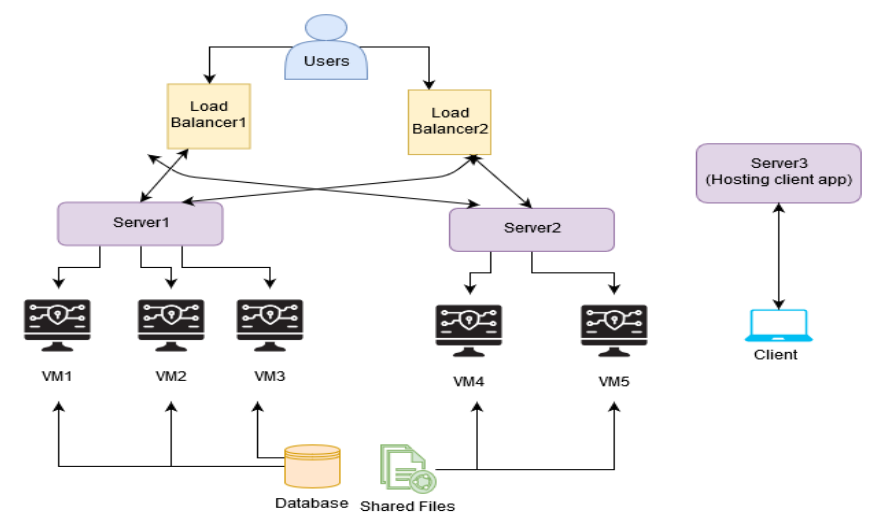 Users
Load
Balancer1
Load
Balancer2
Server3
(Hosting client app)
Server1
Server2
Client
VM1
VM2
VM3
VM4
VM5
Database
Shared Files